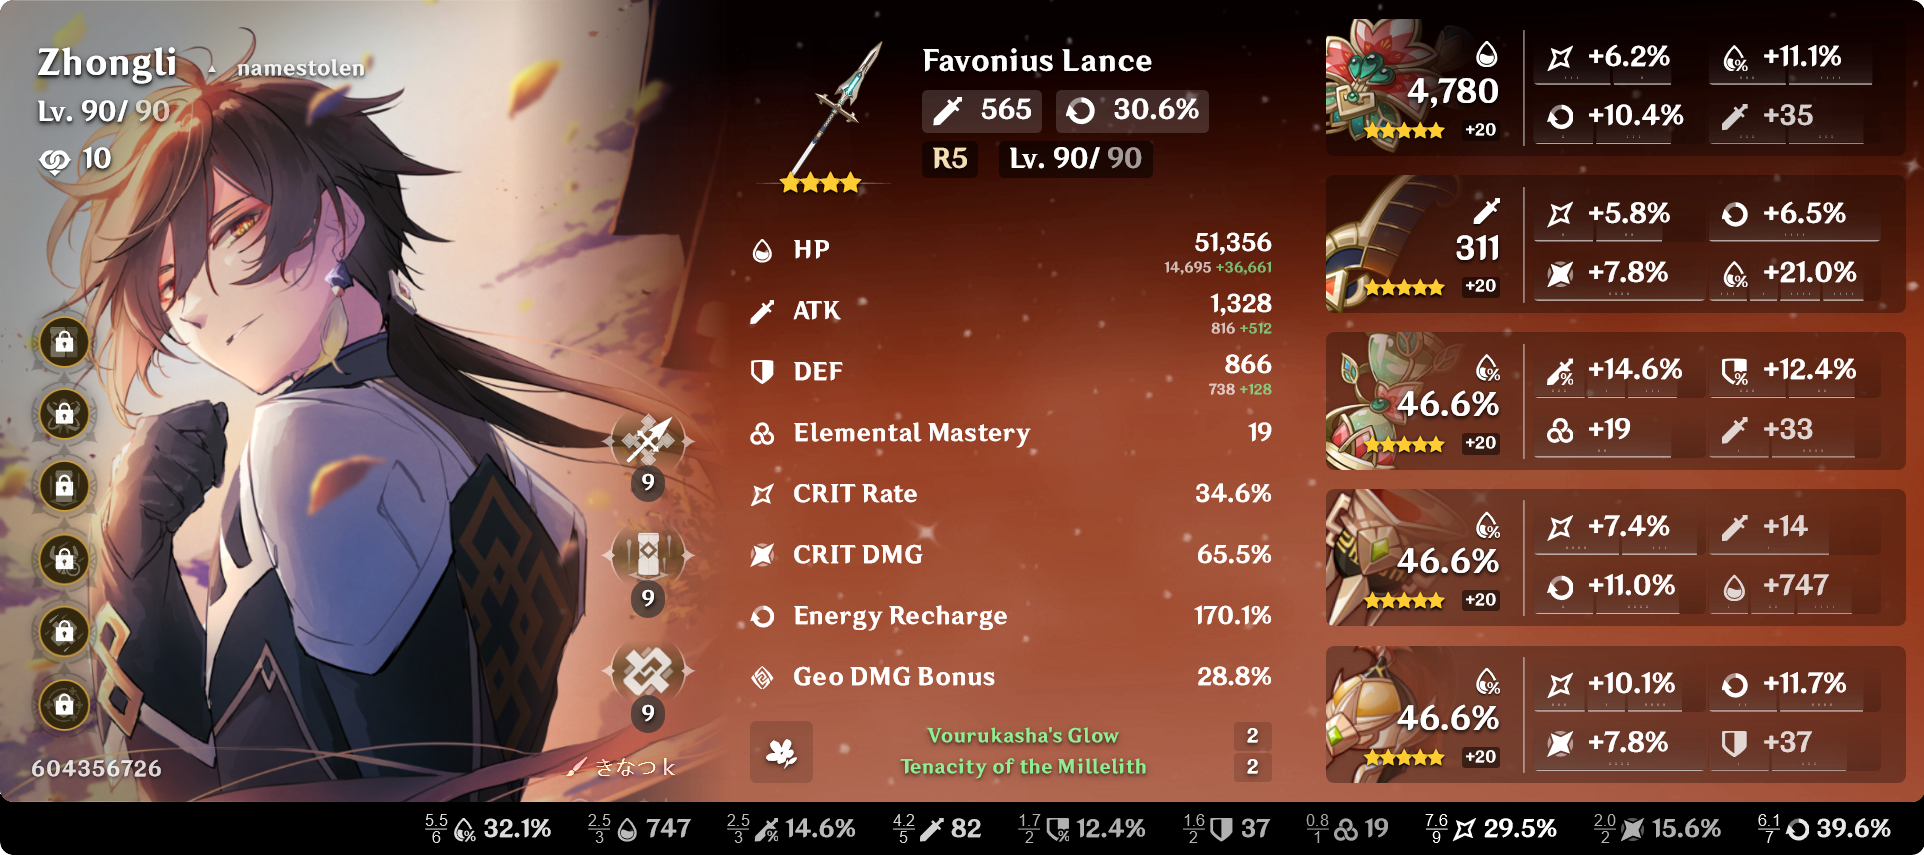 Zhongli
namestolen
Lv. 90/ 90
10
9
9
9
604356726
きなつk
Favonius Lance
565 30.6%
R5 Lv. 90/ 90
HP 51,356
14,695 +36,661
ATK 1,328
816 +512
DEF 866
738 +128
Elemental Mastery 19
CRIT Rate 34.6%
CRIT DMG 65.5%
Energy Recharge 170.1%
Geo DMG Bonus 28.8%
Vourukasha's Glow 2
Tenacity of the Millelith 2
4,780
+20
+6.2% +11.1%
+10.4% +35
311
+20
+5.8% +6.5%
+7.8% +21.0%
46.6%
+20
+14.6% +12.4%
+19 +33
46.6%
+20
+7.4% +14
+11.0% +747
46.6%
+20
+10.1% +11.7%
+7.8% +37
5.5/6 % 32.1% 2.5/3 747 2.5/3 % 14.6% 4.2/5 82 1.7/2 % 12.4% 1.6/2 37 0.8/1 19 7.6/9 29.5% 2.0/2 15.6% 6.1/7 39.6%